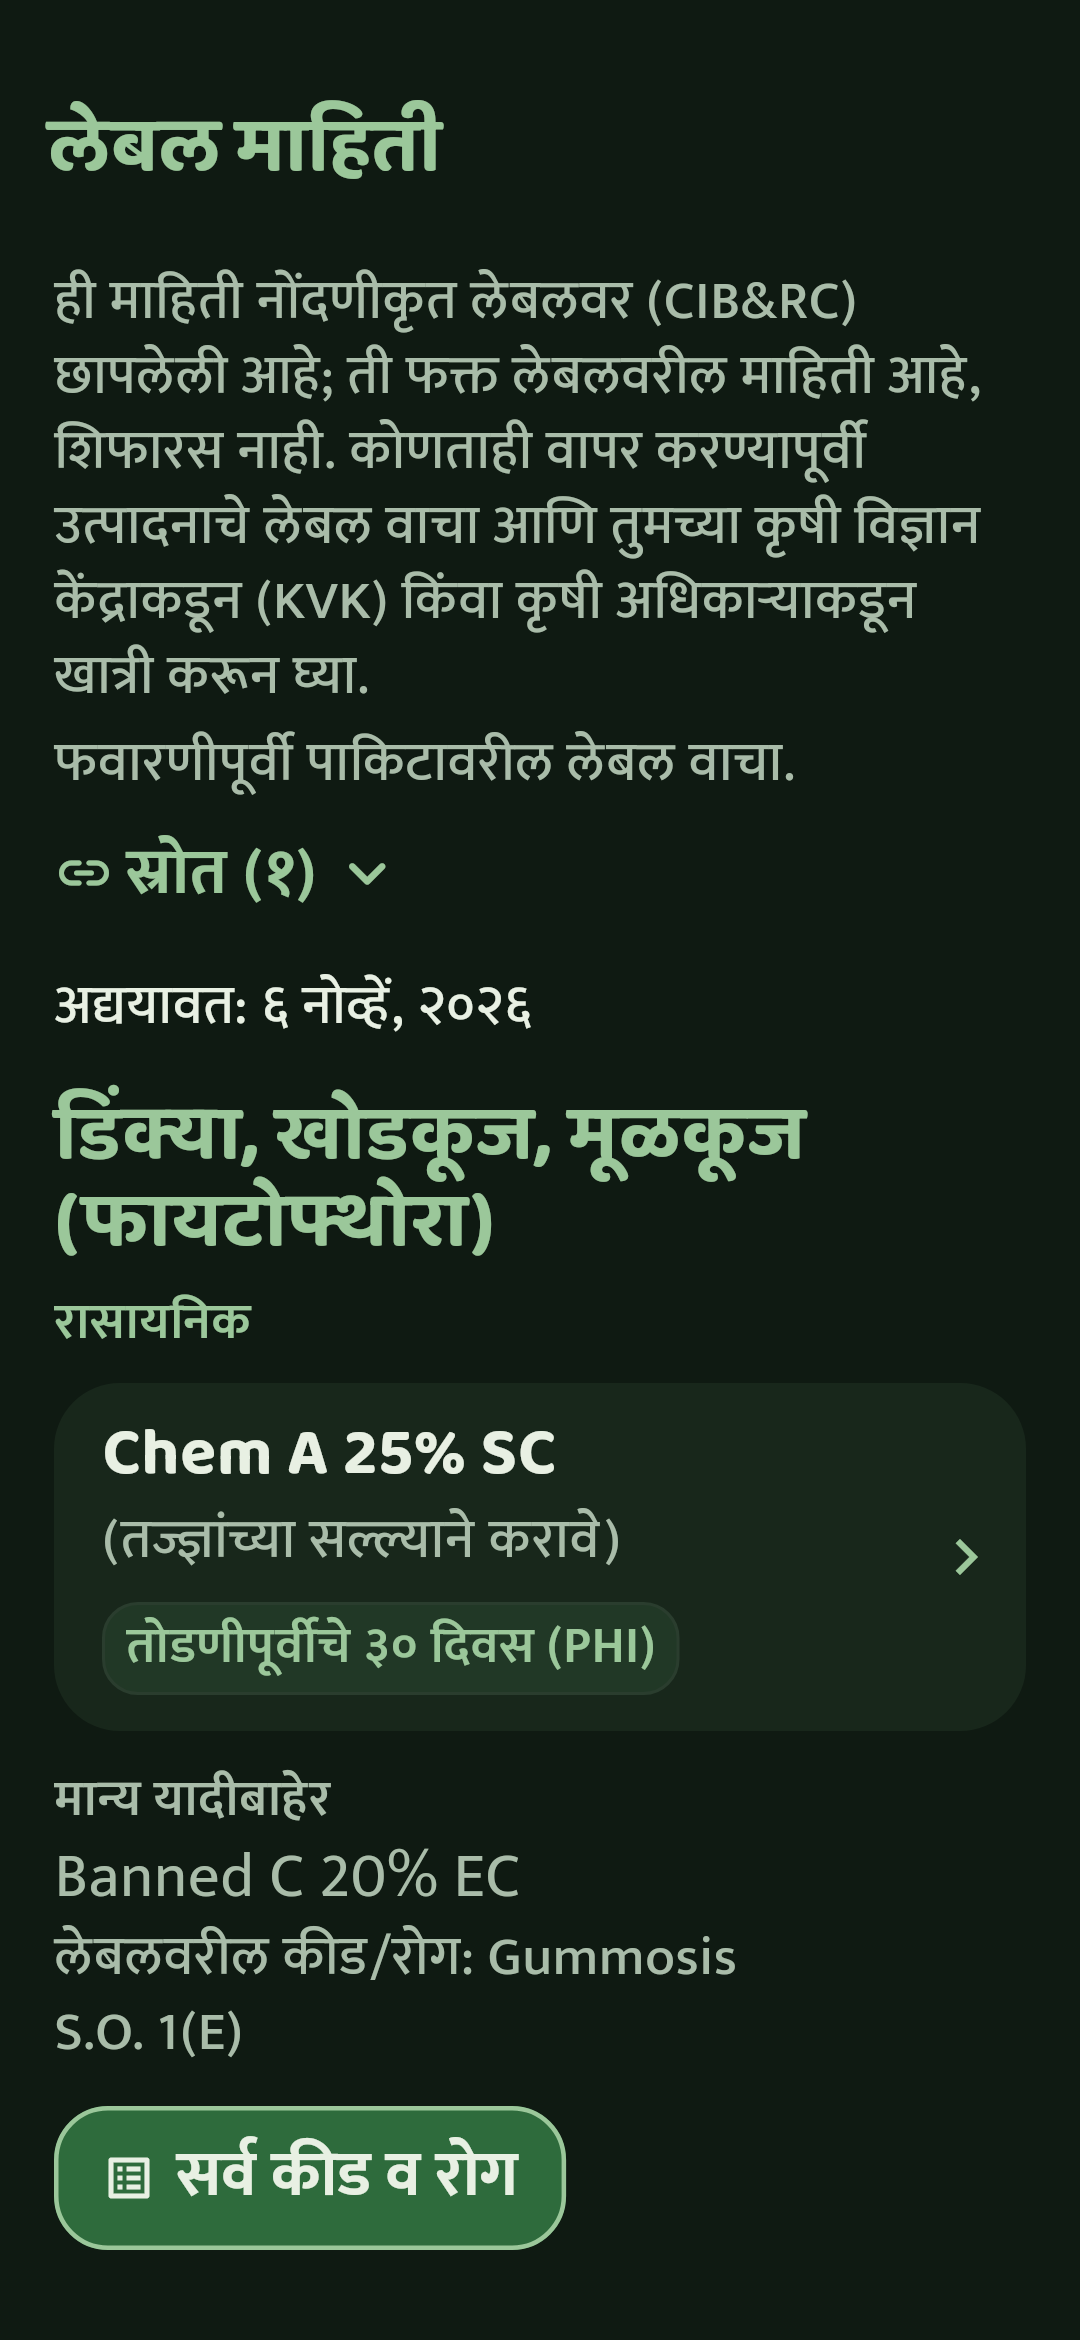 लेबल माहिती
ही माहिती नोंदणीकृत लेबलवर (CIB&RC)
छापलेली आहे; ती फक्त लेबलवरील माहिती आहे,
शिफारस नाही. कोणताही वापर करण्यापूर्वी
उत्पादनाचे लेबल वाचा आणि तुमच्या कृषी विज्ञान
केंद्राकडून (KVK) किंवा कृषी अधिकाऱ्याकडून
खात्री करून घ्या.
फवारणीपूर्वी पाकिटावरील लेबल वाचा.
स्रोत (१)
अद्ययावत: ६ नोव्हें, २०२६
डिंक्या, खोडकूज, मूळकूज
(फायटोफ्थोरा)
रासायनिक
Chem A 25% SC
(तज्ज्ञांच्या सल्ल्याने करावे)
तोडणीपूर्वीचे ३० दिवस (PHI)
मान्य यादीबाहेर
Banned C 20% EC
लेबलवरील कीड/रोग: Gummosis
S.O. 1(E)
सर्व कीड व रोग